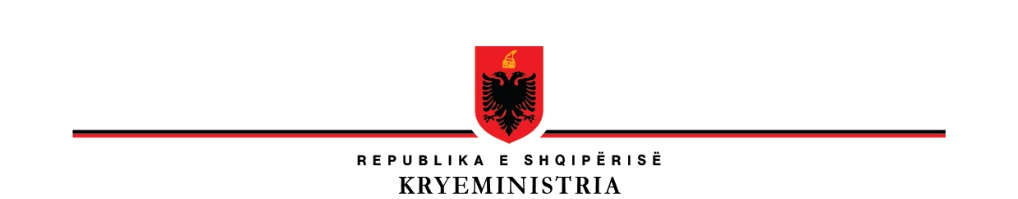 REPUBLIKA E SHQIPËRISË
KRYEMINISTRIA